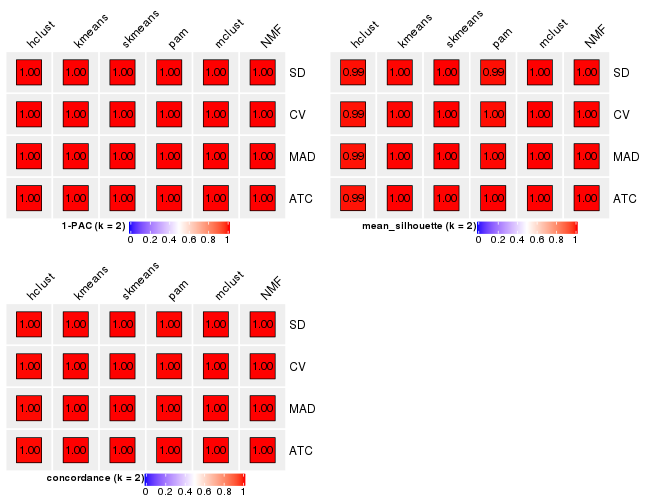 hclust kmeans skmeans pam mclust NMF
1.00 1.00 1.00 1.00 1.00 1.00 SD
1.00 1.00 1.00 1.00 1.00 1.00 CV
1.00 1.00 1.00 1.00 1.00 1.00 MAD
1.00 1.00 1.00 1.00 1.00 1.00 ATC
1-PAC (k = 2)
0 0.2 0.4 0.6 0.8 1
hclust kmeans skmeans pam mclust NMF
0.99 1.00 1.00 0.99 1.00 1.00 SD
0.99 1.00 1.00 1.00 1.00 1.00 CV
0.99 1.00 1.00 1.00 1.00 1.00 MAD
0.99 1.00 1.00 1.00 1.00 1.00 ATC
mean_silhouette (k = 2)
0 0.2 0.4 0.6 0.8 1
hclust kmeans skmeans pam mclust NMF
1.00 1.00 1.00 1.00 1.00 1.00 SD
1.00 1.00 1.00 1.00 1.00 1.00 CV
1.00 1.00 1.00 1.00 1.00 1.00 MAD
1.00 1.00 1.00 1.00 1.00 1.00 ATC
concordance (k = 2)
0 0.2 0.4 0.6 0.8 1